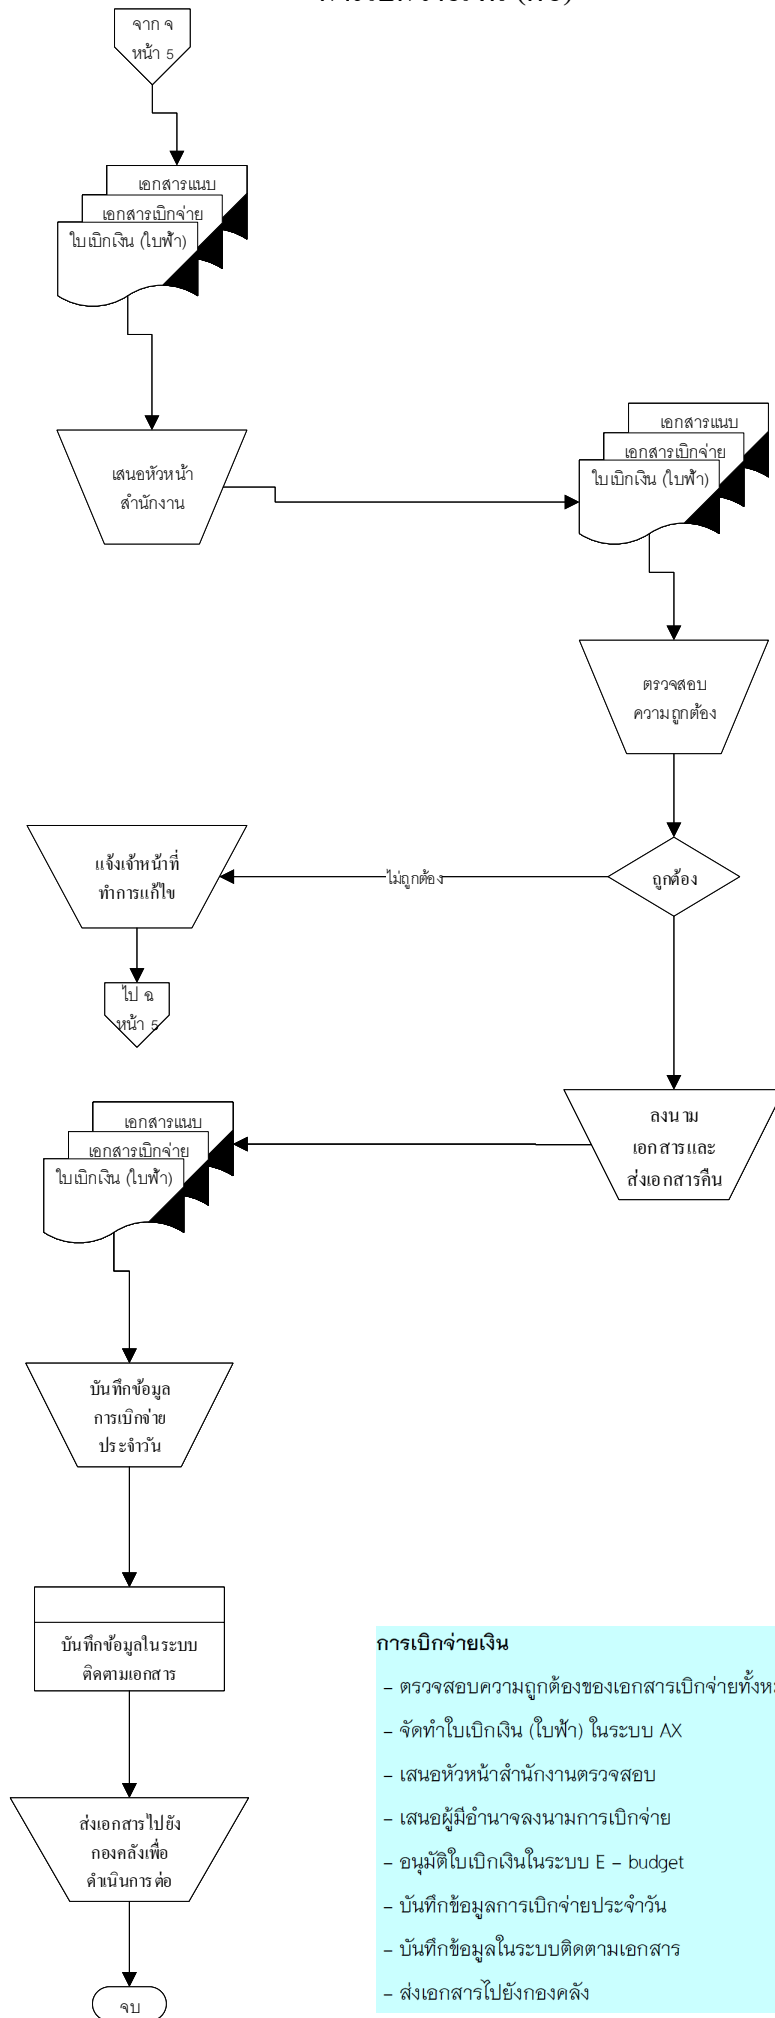 จาก จ
หน้า 5
เอกสารแนบ
เอกสารเบิกจ่าย
ใบเบิกเงิน (ใบฟ้า)
เสนอหัวหน้า
สำนักงาน
เอกสารแนบ
เอกสารเบิกจ่าย
ใบเบิกเงิน (ใบฟ้า)
ตรวจสอบ
ความถูกต้อง
แจ้งเจ้าหน้าที่
ทำการแก้ไข
ไม่ถูกต้อง
ถูกต้อง
ไป ฉ
หน้า 5
ลงนาม
เอกสารและ
ส่งเอกสารคืน
เอกสารแนบ
เอกสารเบิกจ่าย
ใบเบิกเงิน (ใบฟ้า)
บันทึกข้อมูล
การเบิกจ่าย
ประจำวัน
บันทึกข้อมูลในระบบ
ติดตามเอกสาร
ส่งเอกสารไปยัง
กองคลังเพื่อ
ดำเนินการต่อ
จบ
การเบิกจ่ายเงิน
– ตรวจสอบความถูกต้องของเอกสารเบิกจ่าย
– จัดทำใบเบิกเงิน (ใบฟ้า) ในระบบ AX
– เสนอหัวหน้าสำนักงานตรวจสอบ
– เสนอผู้มีอำนาจลงนามการเบิกจ่าย
– อนุมัติใบเบิกเงินในระบบ E – budget
– บันทึกข้อมูลการเบิกจ่ายประจำวัน
– บันทึกข้อมูลในระบบติดตามเอกสาร
– ส่งเอกสารไปยังกองคลัง